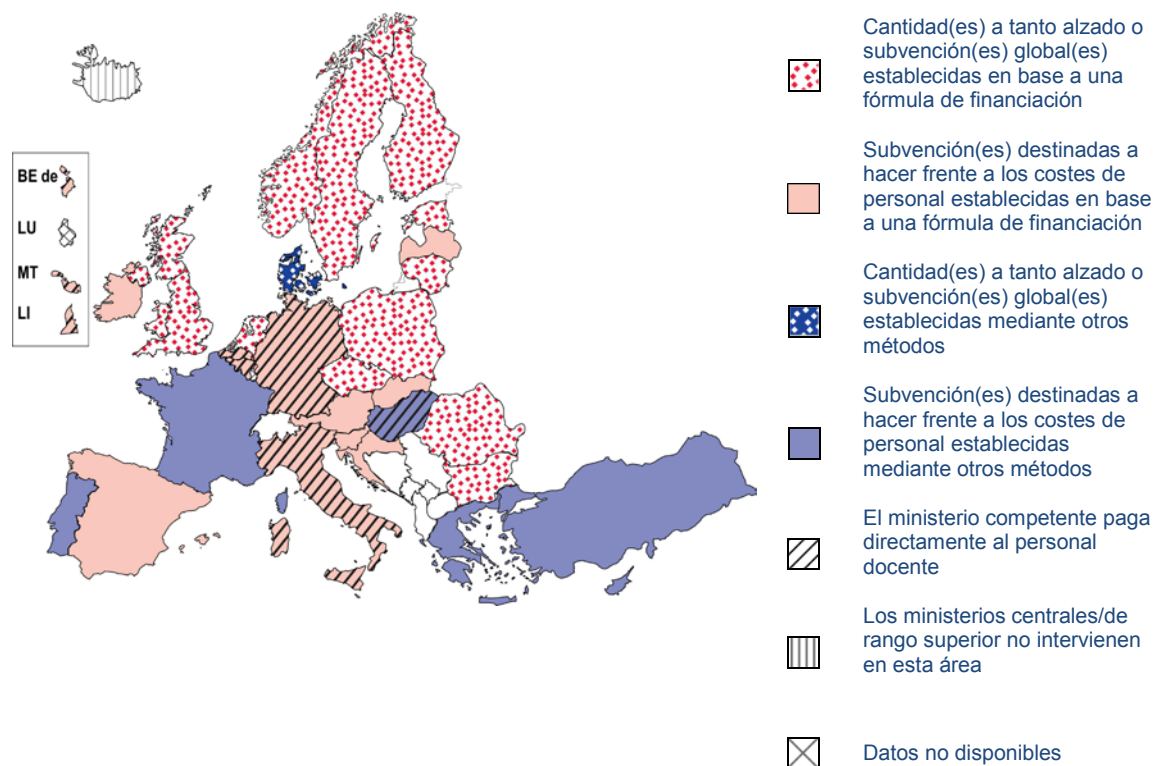 BE de
LU
MT
LI
Cantidad(es) a tanto alzado o
subvención(es) global(es)
establecidas en base a una
fórmula de financiación
Subvención(es) destinadas a
hacer frente a los costes de
personal establecidas en base
a una fórmula de financiación
Cantidad(es) a tanto alzado o
subvención(es) global(es)
establecidas mediante otros
métodos
Subvención(es) destinadas a
hacer frente a los costes de
personal establecidas
mediante otros métodos
El ministerio competente paga
directamente al personal
docente
Los ministerios centrales/de
rango superior no intervienen
en esta área
Datos no disponibles